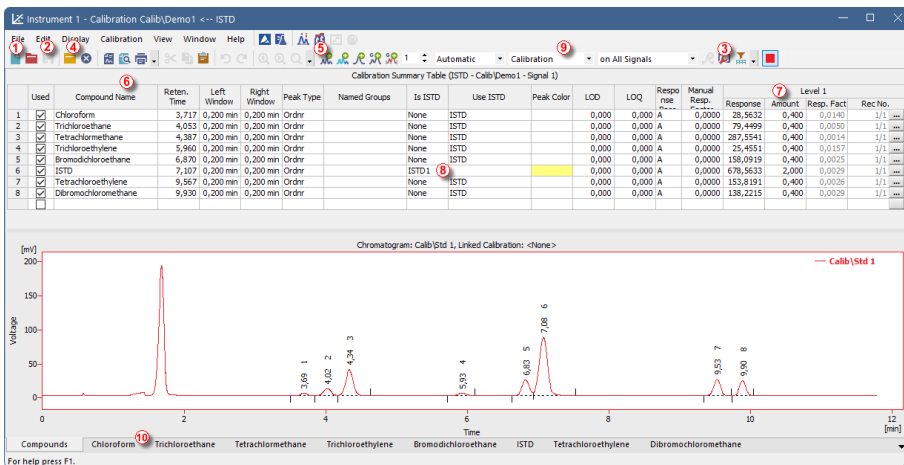 Instrument 1 - Calibration Calib\Demo1 <-- ISTD
File Edit Display Calibration View Window Help
1 2 4 5 9 3
1 Automatic Calibration on All Signals
Calibration Summary Table (ISTD - Calib\Demo1 - Signal 1)
6 7
Used Compound Name Reten. Time Left Window Right Window Peak Type Named Groups Is ISTD Use ISTD Peak Color LOD LOQ Respo nse Manual Resp. Level 1
Response Amount Resp. Fact Rec No.
1 Chloroform 3,717 0,200 min 0,200 min Ordnr None ISTD 0,000 0,000 A 0,0000 28,5632 0,400 0,0140 1/1 ...
2 Trichloroethane 4,053 0,200 min 0,200 min Ordnr None ISTD 0,000 0,000 A 0,0000 79,4499 0,400 0,0050 1/1 ...
3 Tetrachlormethane 4,387 0,200 min 0,200 min Ordnr None ISTD 0,000 0,000 A 0,0000 287,5541 0,400 0,0014 1/1 ...
4 Trichloroethylene 5,960 0,200 min 0,200 min Ordnr None ISTD 0,000 0,000 A 0,0000 25,4551 0,400 0,0157 1/1 ...
5 Bromodichloroethane 6,870 0,200 min 0,200 min Ordnr None ISTD 0,000 0,000 A 0,0000 158,0919 0,400 0,0025 1/1 ...
6 ISTD 7,107 0,200 min 0,200 min Ordnr ISTD1 8 0,000 0,000 A 0,0000 678,5633 2,000 0,0029 1/1 ...
7 Tetrachloroethylene 9,567 0,200 min 0,200 min Ordnr None ISTD 0,000 0,000 A 0,0000 153,8191 0,400 0,0026 1/1 ...
8 Dibromochloromethane 9,930 0,200 min 0,200 min Ordnr None ISTD 0,000 0,000 A 0,0000 138,2215 0,400 0,0029 1/1 ...
Chromatogram: Calib\Std 1, Linked Calibration: <None>
[mV]
200
Calib\Std 1
150
100
50
0
Voltage
3,69 1
4,02 2
4,34 3
5,93 4
6,83 5
7,08 6
9,53 7
9,90 8
0 2 4 6 8 10 12
Time [min]
10
Compounds Chloroform Trichloroethane Tetrachlormethane Trichloroethylene Bromodichloroethane ISTD Tetrachloroethylene Dibromochloromethane
For help press F1.